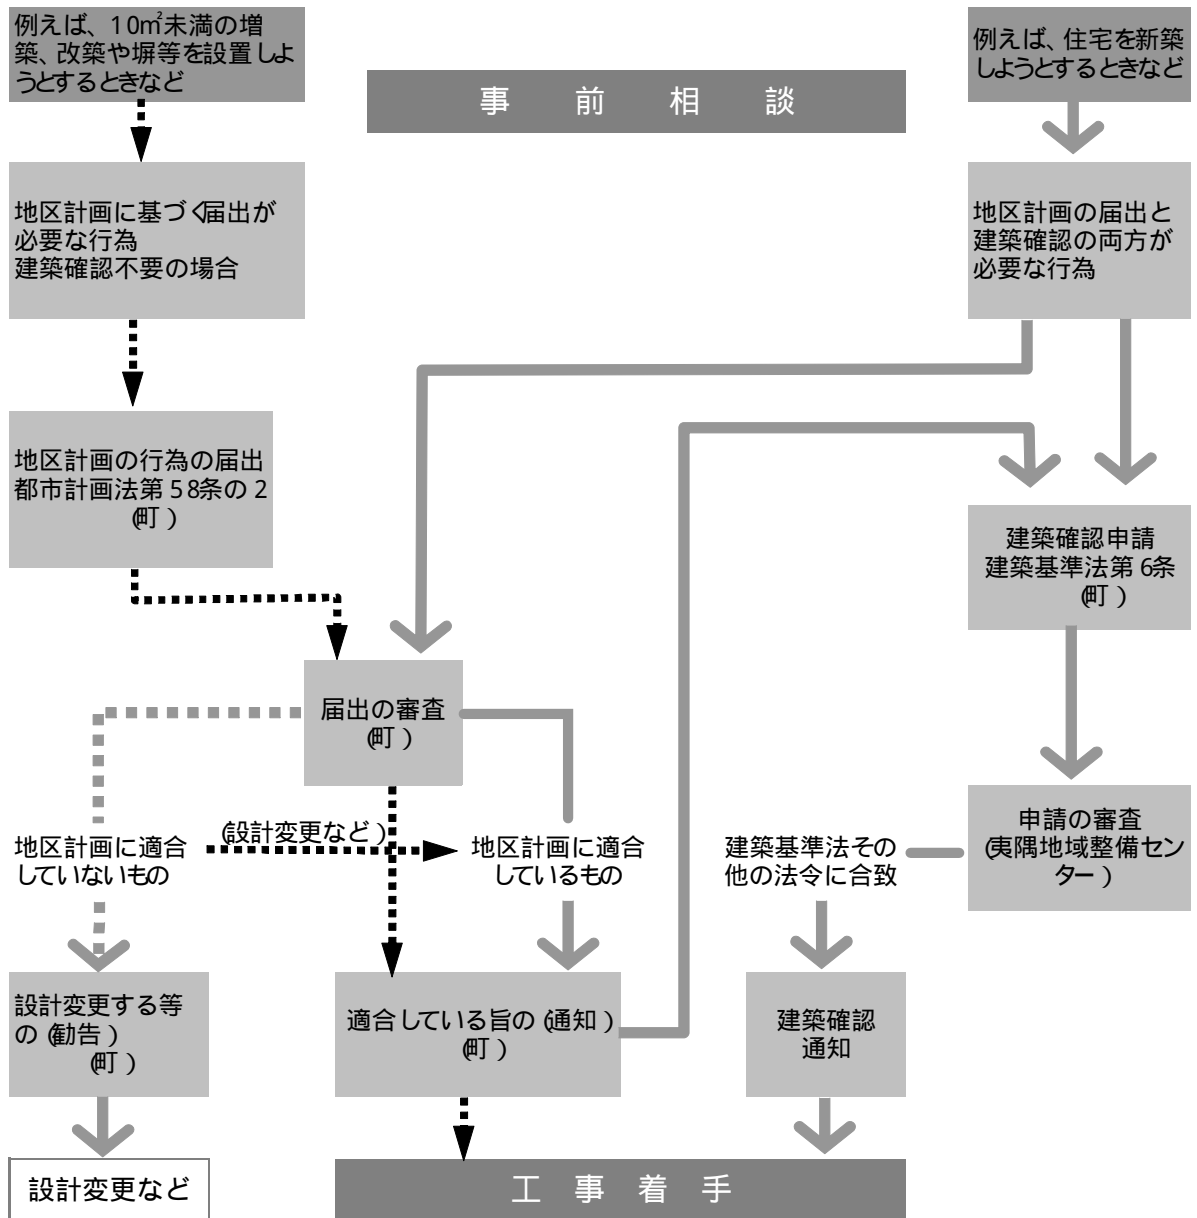 例えば、10㎡未満の増
築、改築や塀等を設置しよ
うとするときなど
事前相談
例えば、住宅を新築
しようとするときなど
地区計画に基づく届出が
必要な行為
建築確認不要の場合
地区計画の届出と
建築確認の両方が
必要な行為
地区計画の行為の届出
都市計画法第58条の2
(町)
建築確認申請
建築基準法第6条
(町)
届出の審査
(町)
地区計画に適合
していないもの
(設計変更など)
地区計画に適合
しているもの
建築基準法その
他の法令に合致
申請の審査
(夷隅地域整備セン
ター)
設計変更する等
の(勧告)
(町)
適合している旨の(通知)
(町)
建築確認
通知
設計変更など
工事着手